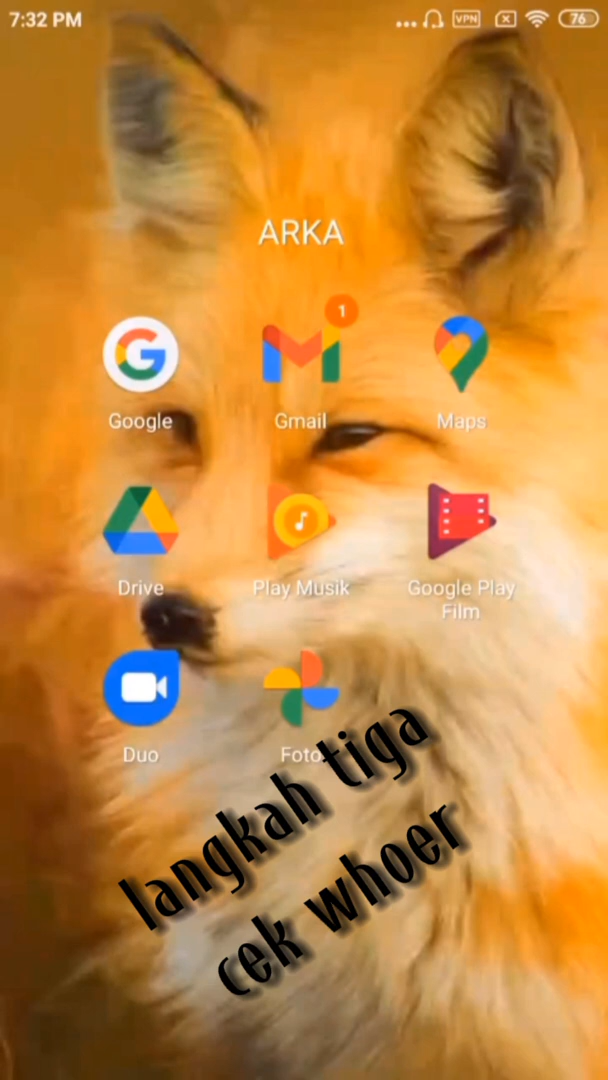 7:32 PM
VPN
76
ARKA
1
Google
Gmail
Maps
Drive
Play Musik
Google Play
Film
Duo
Foto
langkah tiga
cek whoer